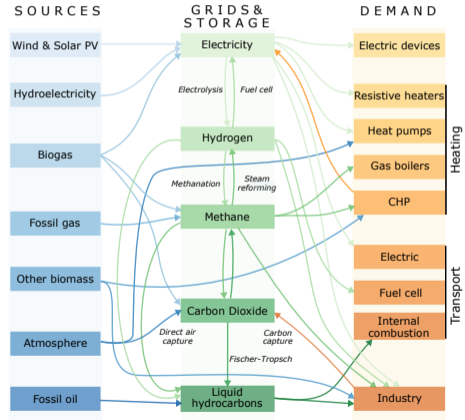 SOURCES
GRIDS &
STORAGE
DEMAND
Wind & Solar PV
Electricity
Electric devices
Hydroelectricity
Electrolysis
Fuel cell
Resistive heaters
Heat pumps
Hydrogen
Biogas
Gas boilers
Heating
Methanation
Steam
reforming
CHP
Fossil gas
Methane
Electric
Other biomass
Fuel cell
Transport
Carbon Dioxide
Internal
combustion
Atmosphere
Direct air
capture
Carbon
capture
Fischer-Tropsch
Fossil oil
Liquid
hydrocarbons
Industry